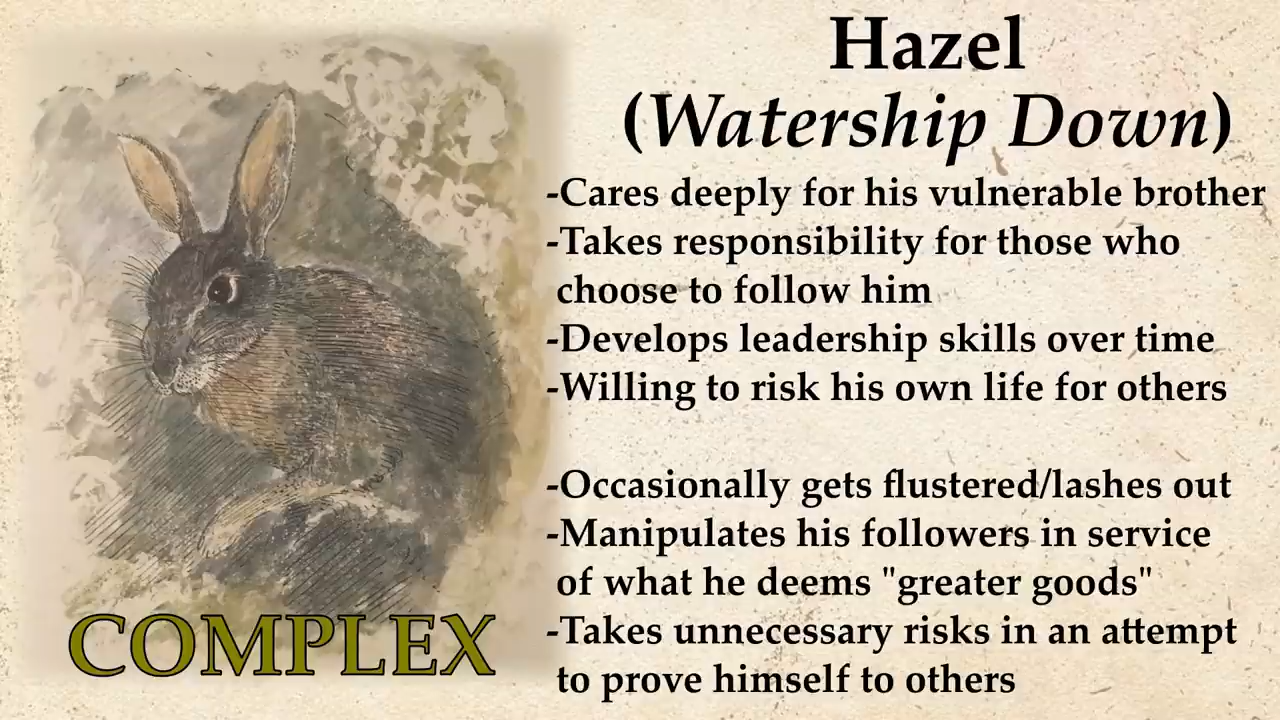 Hazel
(Watership Down)
-Cares deeply for his vulnerable brother
-Takes responsibility for those who
choose to follow him
-Develops leadership skills over time
-Willing to risk his own life for others
-Occasionally gets flustered/lashes out
-Manipulates his followers in service
of what he deems "greater goods"
-Takes unnecessary risks in an attempt
to prove himself to others
COMPLEX